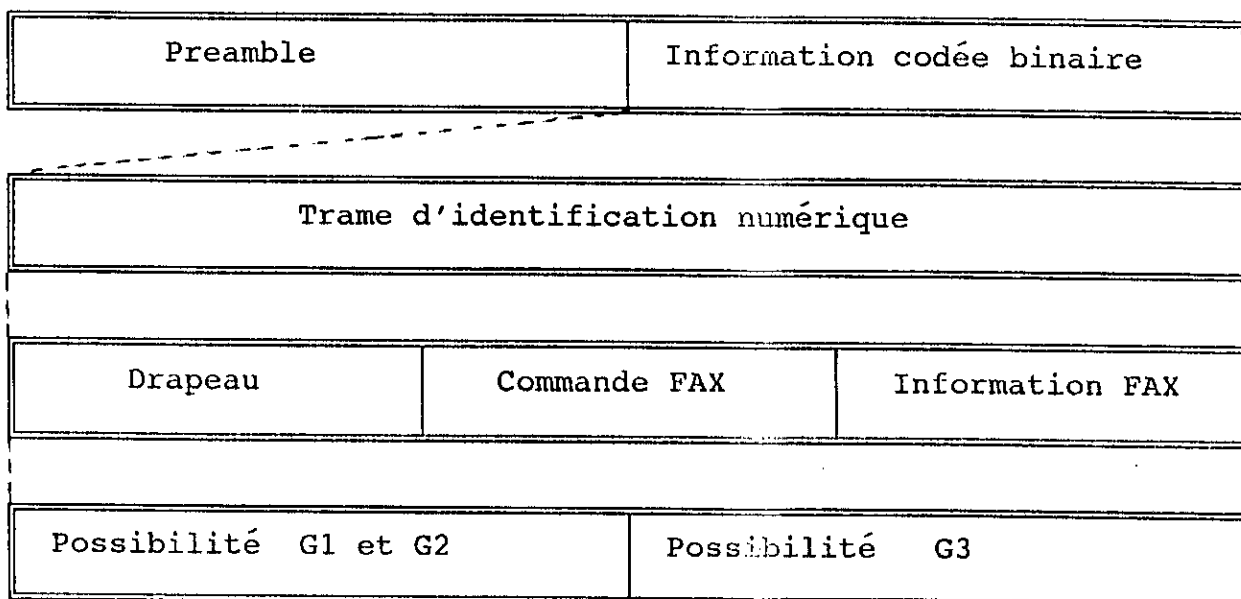 Preamble Information codée binaire
Trame d'identification numérique
Drapeau Commande FAX Information FAX
Possibilité G1 et G2 Possibilité G3